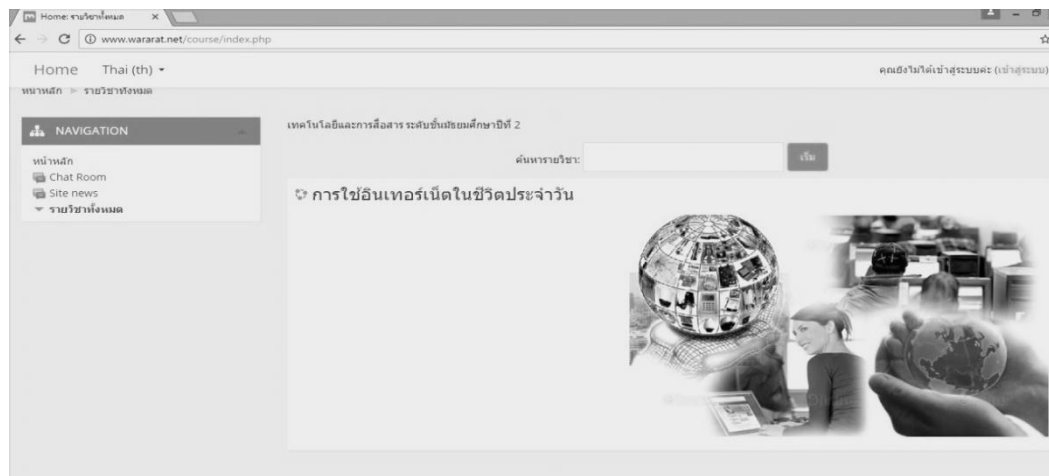 Home: รายวิชาทั้งหมด
www.wararat.net/course/index.php
Home Thai (th)
คุณยังไม่ได้เข้าสู่ระบบค่ะ (เข้าสู่ระบบ)
หน้าหลัก ► รายวิชาทั้งหมด
NAVIGATION
หน้าหลัก
Chat Room
Site news
รายวิชาทั้งหมด
เทคโนโลยีและการสื่อสาร ระดับชั้นมัธยมศึกษาปีที่ 2
ค้นหารายวิชา:
เริ่ม
การใช้อินเทอร์เน็ตในชีวิตประจำวัน